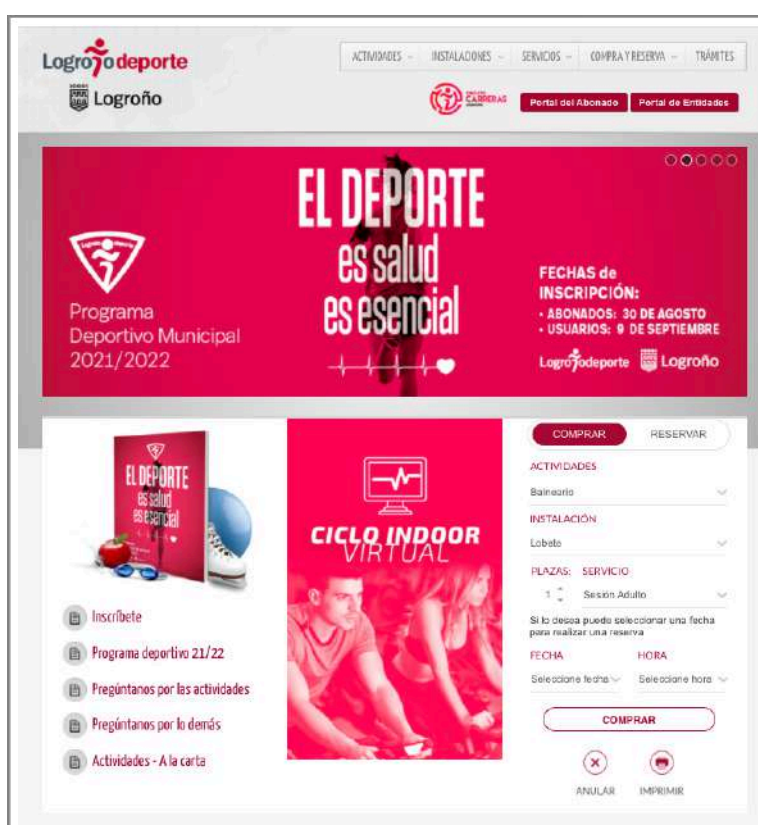 Logroñodeporte
ACTIVIDADES INSTALACIONES SERVICIOS COMPRA Y RESERVA TRÁMITES
Logroño
CARRERAS
Portal del Abonado Portal de Entidades
EL DEPORTE
es salud
es esencial
Programa
Deportivo Municipal
2021/2022
FECHAS de
INSCRIPCIÓN:
· ABONADOS: 30 DE AGOSTO
· USUARIOS: 9 DE SEPTIEMBRE
Logroñodeporte Logroño
EL DEPORTE
es salud
es esencial
Inscríbete
Programa deportivo 21/22
Pregúntanos por las actividades
Pregúntanos por lo demás
Actividades - A la carta
CICLO INDOOR
VIRTUAL
COMPRAR RESERVAR
ACTIVIDADES
Balneario
INSTALACIÓN
Lobete
PLAZAS: SERVICIO
1 Sesión Adulto
Si lo desea puede seleccionar una fecha
para realizar una reserva
FECHA HORA
Seleccione fecha Seleccione hora
COMPRAR
ANULAR IMPRIMIR